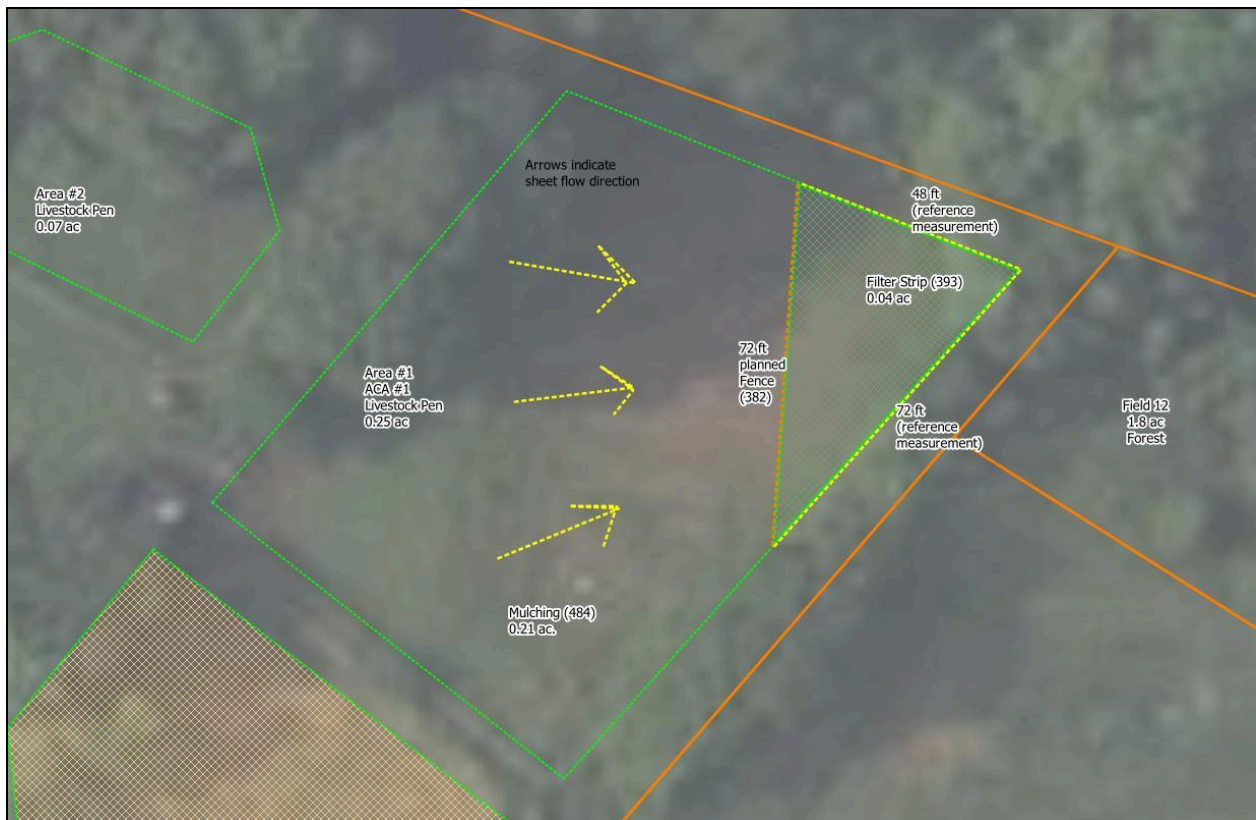 Arrows indicate
sheet flow direction
Area #2
Livestock Pen
0.07 ac
48 ft
(reference
measurement)
Filter Strip (393)
0.04 ac
72 ft
planned
Fence
(382)
Area #1
ACA #1
Livestock Pen
0.25 ac
72 ft
(reference
measurement)
Field 12
1.8 ac
Forest
Mulching (484)
0.21 ac.